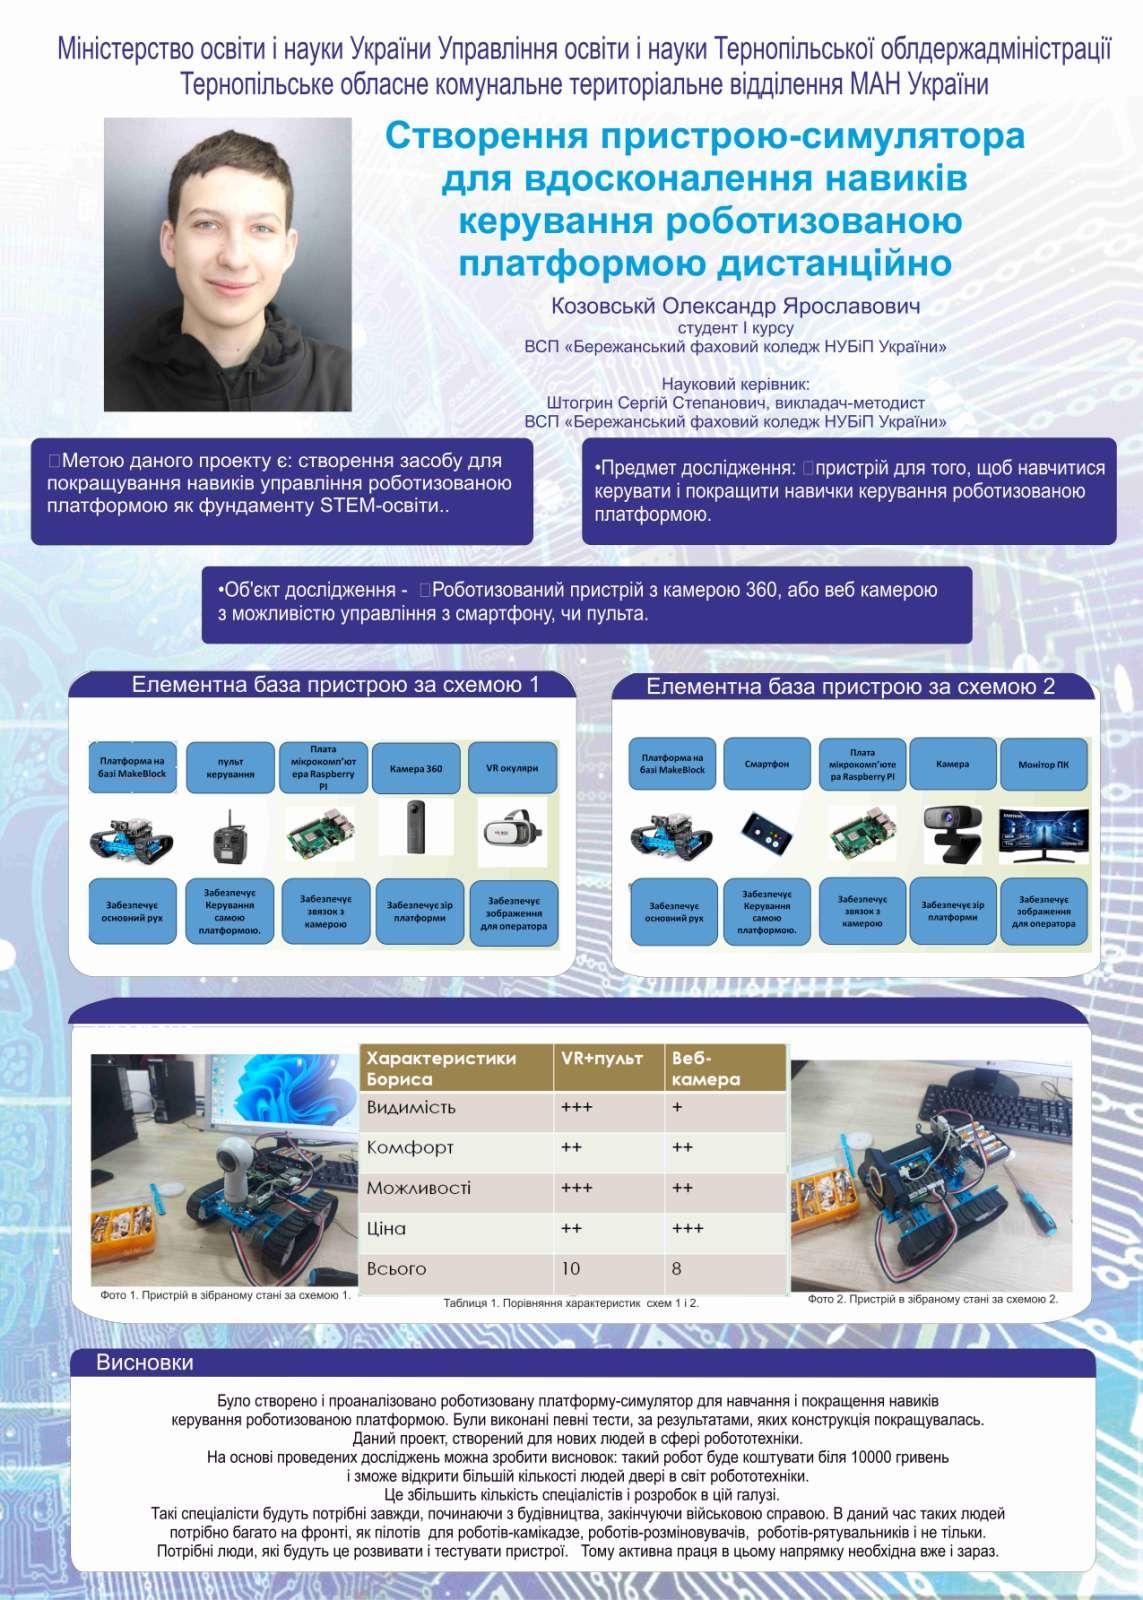 Міністерство освіти і науки України Управління освіти і науки Тернопільської облдержадміністрації
Тернопільське обласне комунальне територіальне відділення МАН України
Створення пристрою-симулятора
для вдосконалення навиків
керування роботизованою
платформою дистанційно
Козовськй Олександр Ярославович
студент I курсу
ВСП «Бережанський фаховий коледж НУБіП України»
Науковий керівник:
Штогрин Сергій Степанович, викладач-методист
ВСП «Бережанський фаховий коледж НУБіП України»
Метою даного проекту є: створення засобу для
покращування навиків управління роботизованою
платформою як фундаменту STEM-освіти..
•Предмет дослідження: пристрій для того, щоб навчитися
керувати і покращити навички керування роботизованою
платформою.
•Об'єкт дослідження - Роботизований пристрій з камерою 360, або веб камерою
з можливістю управління з смартфону, чи пульта.
Елементна база пристрою за схемою 1
Платформа на
базі MakeBlock
пульт
керування
Плата
мікрокомп'ют
ера Raspberry
PI
Камера 360
VR окуляри
Забезпечує
основний рух
Забезпечує
Керування
самою
платформою.
Забезпечує
звязок з
камерою
Забезпечує зір
платформи
Забезпечує
зображення
для оператора
Елементна база пристрою за схемою 2
Платформа на
базі MakeBlock
Смартфон
Плата
мікрокомп'юте
ра Raspberry PI
Камера
Монітор ПК
SAMSUNG
Забезпечує
основний рух
Забезпечує
Керування
самою
платформою.
Забезпечує
звязок з
камерою
Забезпечує зір
платформи
Забезпечує
зображення
для оператора
Характеристики Бориса VR+пульт Веб-камера
Видимість +++ +
Комфорт ++ ++
Можливості +++ ++
Ціна ++ +++
Всього 10 8
Фото 1. Пристрій в зібраному стані за схемою 1.
Таблиця 1. Порівняння характеристик схем 1 і 2.
Фото 2. Пристрій в зібраному стані за схемою 2.
Висновки
Було створено і проаналізовано роботизовану платформу-симулятор для навчання і покращення навиків
керування роботизованою платформою. Були виконані певні тести, за результатами, яких конструкція покращувалась.
Даний проект, створений для нових людей в сфері робототехніки.
На основі проведених досліджень можна зробити висновок: такий робот буде коштувати біля 10000 гривень
і зможе відкрити більшій кількості людей двері в світ робототехніки.
Це збільшить кількість спеціалістів і розробок в цій галузі.
Такі спеціалісти будуть потрібні завжди, починаючи з будівництва, закінчуючи військовою справою. В даний час таких людей
потрібно багато на фронті, як пілотів для роботів-камікадзе, роботів-розміновувачів, роботів-рятувальників і не тільки.
Потрібні люди, які будуть це розвивати і тестувати пристрої. Тому активна праця в цьому напрямку необхідна вже і зараз.